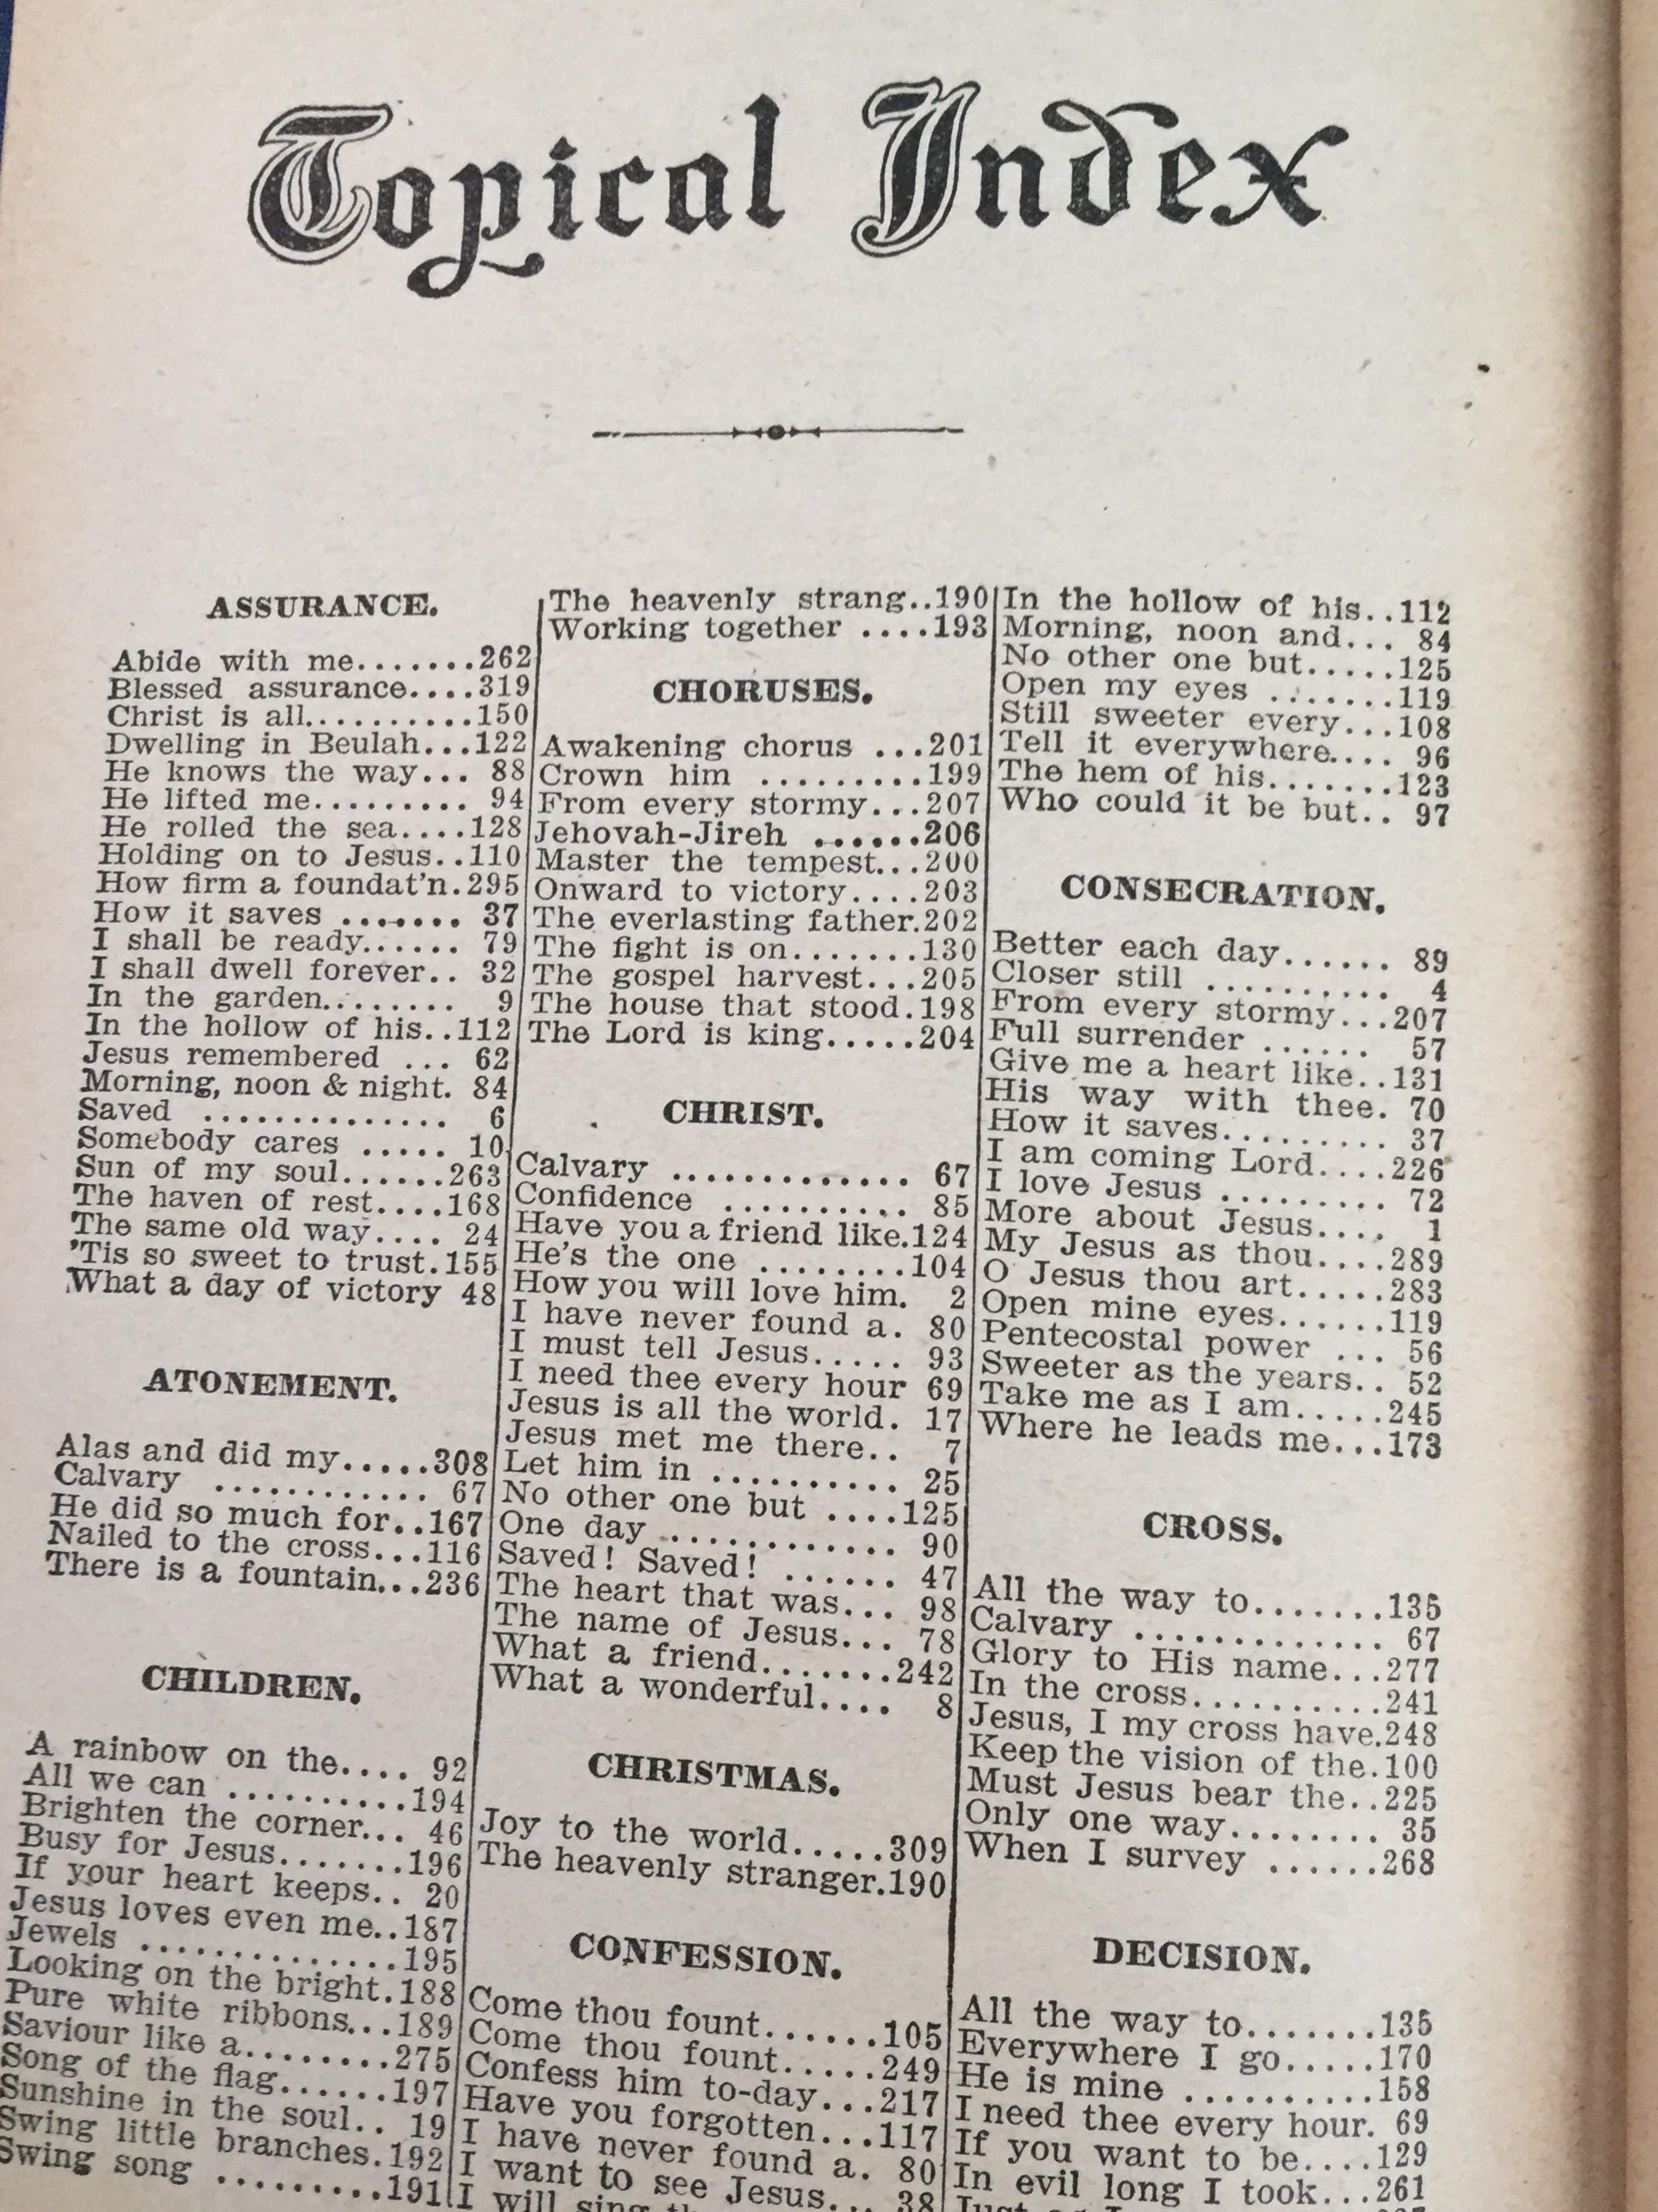 Topical Index
ASSURANCE.
Abide with me.......262
Blessed assurance....319
Christ is all..........150
Dwelling in Beulah...122
He knows the way... 88
He lifted me......... 94
He rolled the sea....128
Holding on to Jesus..110
How firm a foundat'n.295
How it saves ....... 37
I shall be ready...... 79
I shall dwell forever.. 32
In the garden........ 9
In the hollow of his..112
Jesus remembered ... 62
Morning, noon & night. 84
Saved .............. 6
Somebody cares ..... 10
Sun of my soul......263
The haven of rest....168
The same old way.... 24
'Tis so sweet to trust.155
What a day of victory 48
ATONEMENT.
Alas and did my.....308
Calvary ............ 67
He did so much for..167
Nailed to the cross...116
There is a fountain...236
CHILDREN.
A rainbow on the.... 92
All we can ..........194
Brighten the corner... 46
Busy for Jesus.......196
If your heart keeps.. 20
Jesus loves even me..187
Jewels ..............195
Looking on the bright.188
Pure white ribbons...189
Saviour like a........275
Song of the flag......197
Sunshine in the soul.. 19
Swing little branches.192
Swing song .........191
The heavenly strang..190
Working together ....193
CHORUSES.
Awakening chorus ...201
Crown him .........199
From every stormy...207
Jehovah-Jireh ......206
Master the tempest...200
Onward to victory....203
The everlasting father.202
The fight is on.......130
The gospel harvest...205
The house that stood.198
The Lord is king.....204
CHRIST.
Calvary ............. 67
Confidence .......... 85
Have you a friend like.124
He's the one ........104
How you will love him. 2
I have never found a. 80
I must tell Jesus..... 93
I need thee every hour 69
Jesus is all the world. 17
Jesus met me there.. 7
Let him in .......... 25
No other one but ....125
One day ............ 90
Saved! Saved! ...... 47
The heart that was... 98
The name of Jesus... 78
What a friend.......242
What a wonderful.... 8
CHRISTMAS.
Joy to the world.....309
The heavenly stranger.190
CONFESSION.
Come thou fount......105
Come thou fount.....249
Confess him to-day...217
Have you forgotten...117
I have never found a. 80
I want to see Jesus... 38
I will sing
In the hollow of his..112
Morning, noon and... 84
No other one but.....125
Open my eyes .......119
Still sweeter every...108
Tell it everywhere.... 96
The hem of his.......123
Who could it be but.. 97
CONSECRATION.
Better each day...... 89
Closer still .......... 4
From every stormy...207
Full surrender ...... 57
Give me a heart like..131
His way with thee. 70
How it saves......... 37
I am coming Lord....226
I love Jesus ......... 72
More about Jesus.... 1
My Jesus as thou....289
O Jesus thou art.....283
Open mine eyes......119
Pentecostal power ... 56
Sweeter as the years.. 52
Take me as I am.....245
Where he leads me...173
CROSS.
All the way to.......135
Calvary ............. 67
Glory to His name...277
In the cross..........241
Jesus, I my cross have.248
Keep the vision of the.100
Must Jesus bear the..225
Only one way........ 35
When I survey ......268
DECISION.
All the way to.......135
Everywhere I go.....170
He is mine ..........158
I need thee every hour. 69
If you want to be....129
In evil long I took...261